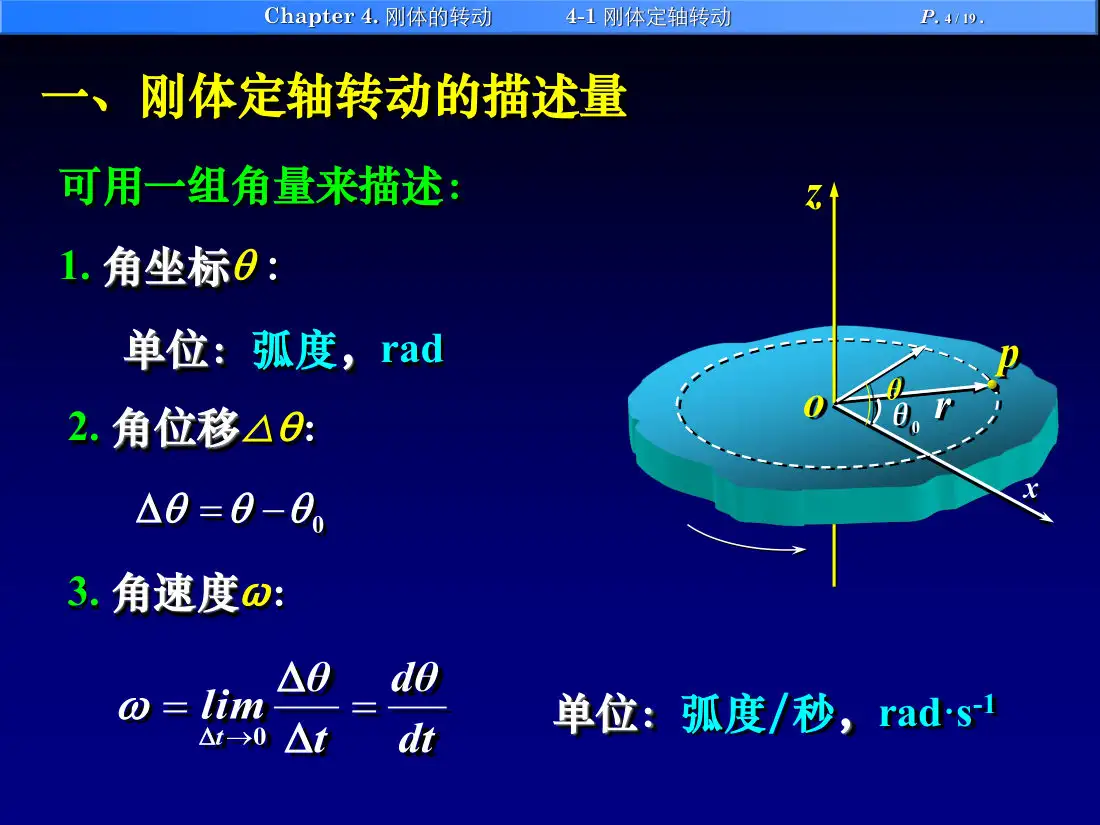 Chapter 4. 刚体的转动 4-1 刚体定轴转动 P. 4 / 19 .
一、刚体定轴转动的描述量
可用一组角量来描述:
1. 角坐标θ :
单位: 弧度，rad
2. 角位移△θ:
Δθ = θ − θ₀
3. 角速度ω:
ω = lim Δt→0 Δθ/Δt = dθ/dt
单位: 弧度/秒，rad·s⁻¹
z
p
o
θ
θ₀
r
x